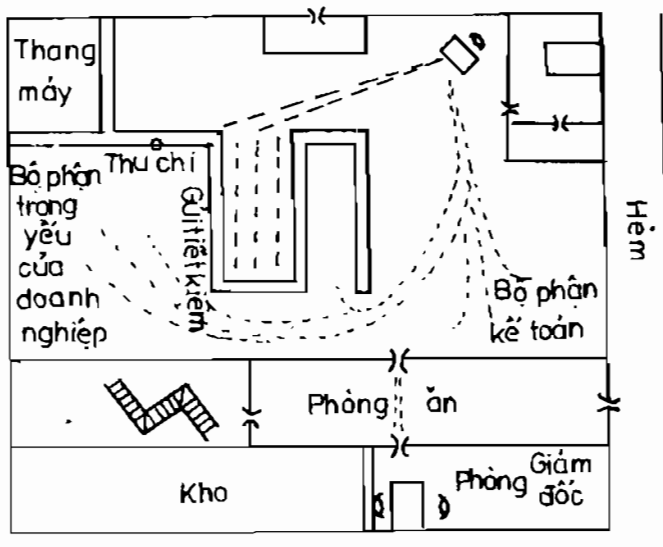 Thang
máy
Thu chi
Bộ phận
trọng
yếu
của
doanh
nghiệp
Gửi tiết kiệm
Bộ phận
kế toán
Hẻm
Phòng ăn
Kho
Phòng Giám
đốc